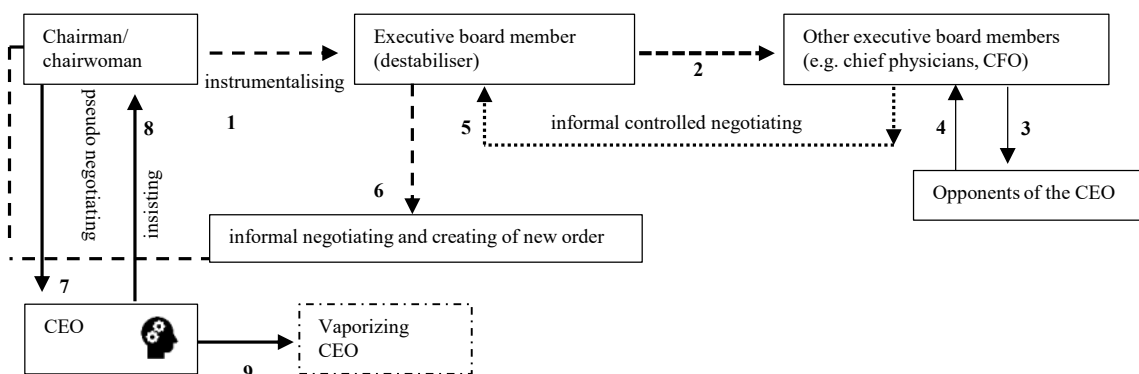 Chairman/
chairwoman
Executive board member
(destabiliser)
Other executive board members
(e.g. chief physicians, CFO)
instrumentalising
1
2
pseudo negotiating
8
insisting
5
informal controlled negotiating
4
3
Opponents of the CEO
6
informal negotiating and creating of new order
7
CEO
Vaporizing
CEO
9